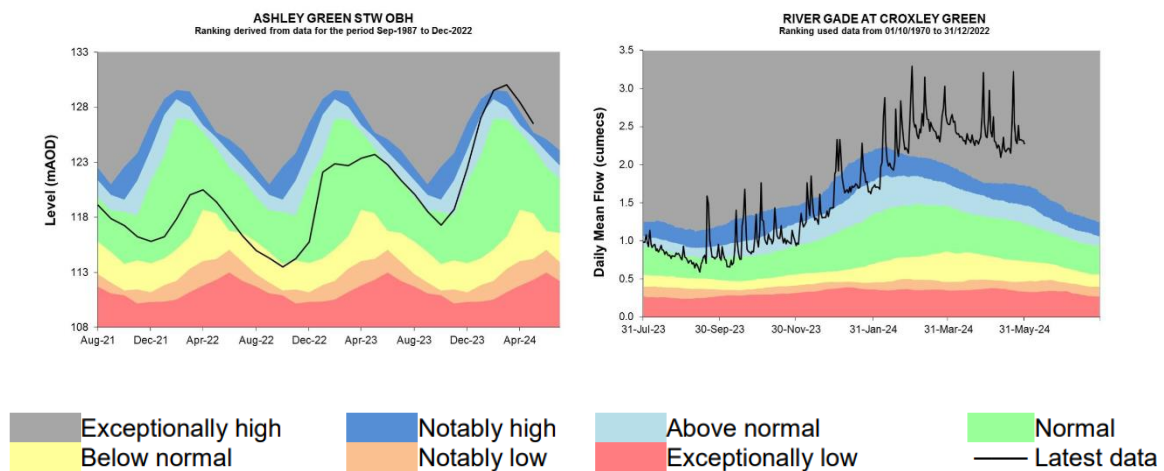 ASHLEY GREEN STW OBH
Ranking derived from data for the period Sep-1987 to Dec-2022
133
128
123
118
113
108
Level (mAOD)
Aug-21 Dec-21 Apr-22 Aug-22 Dec-22 Apr-23 Aug-23 Dec-23 Apr-24
RIVER GADE AT CROXLEY GREEN
Ranking used data from 01/10/1970 to 31/12/2022
3.5
3.0
2.5
2.0
1.5
1.0
0.5
0.0
Daily Mean Flow (cumecs)
31-Jul-23 30-Sep-23 30-Nov-23 31-Jan-24 31-Mar-24 31-May-24
Exceptionally high Notably high Above normal Normal
Below normal Notably low Exceptionally low Latest data